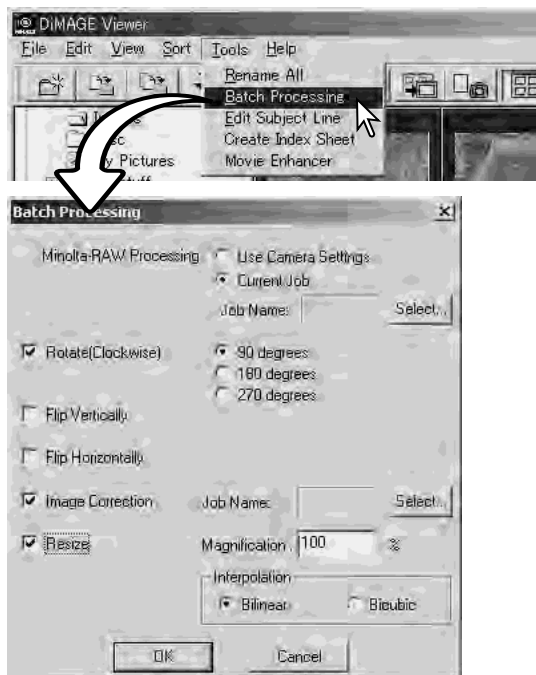 DiMAGE Viewer
File Edit View Sort Tools Help
Rename All
Batch Processing
Edit Subject Line
Create Index Sheet
Movie Enhancer
y Pictures
Batch Processing
Minolta-RAW Processing Use Camera Settings
Current Job
Job Name: Select...
Rotate(Clockwise) 90 degrees
180 degrees
270 degrees
Flip Vertically
Flip Horizontally
Image Correction Job Name: Select...
Resize Magnification 100 %
Interpolation
Bilinear Bicubic
OK Cancel